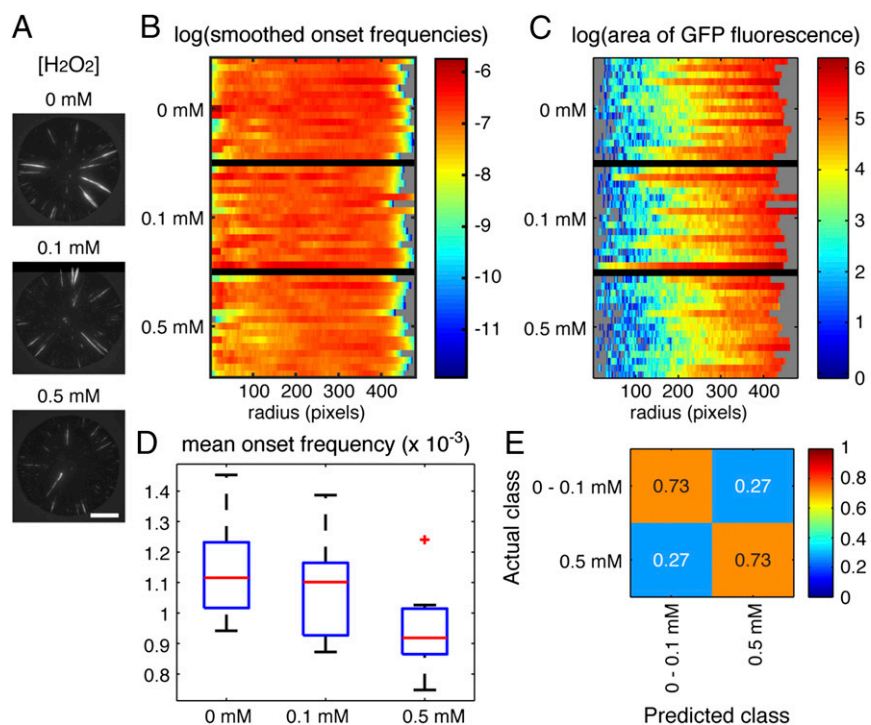 A
[H2O2]
0 mM
0.1 mM
0.5 mM
B
log(smoothed onset frequencies)
0 mM
0.1 mM
0.5 mM
100 200 300 400
radius (pixels)
-6
-7
-8
-9
-10
-11
C
log(area of GFP fluorescence)
0 mM
0.1 mM
0.5 mM
100 200 300 400
radius (pixels)
6
5
4
3
2
1
0
D
mean onset frequency (x 10-3)
1.4
1.3
1.2
1.1
1
0.9
0.8
0 mM 0.1 mM 0.5 mM
E
Actual class
0 - 0.1 mM
0.5 mM
0.73 0.27
0.27 0.73
0 - 0.1 mM
0.5 mM
Predicted class
1
0.8
0.6
0.4
0.2
0